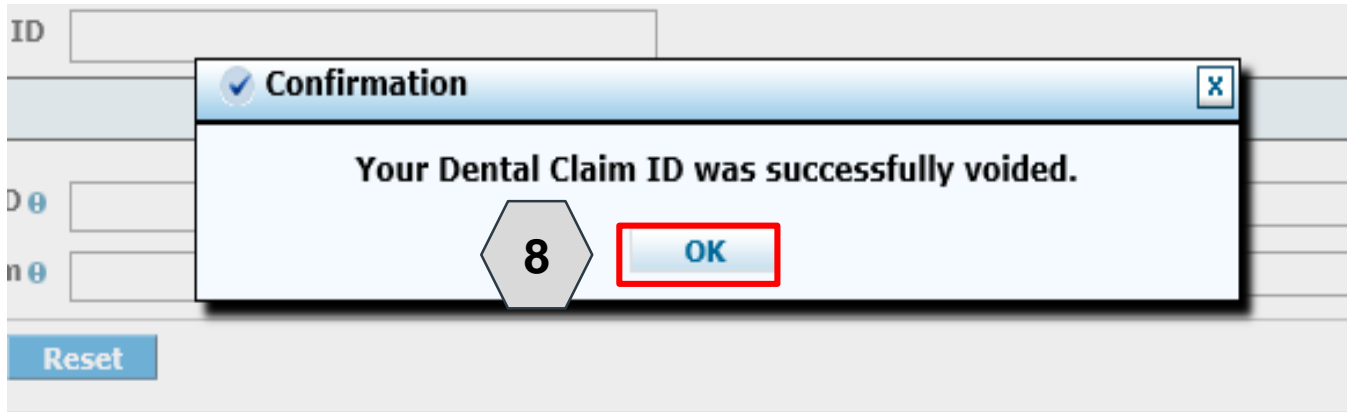 ID
Confirmation
X
Your Dental Claim ID was successfully voided.
8
OK
Reset